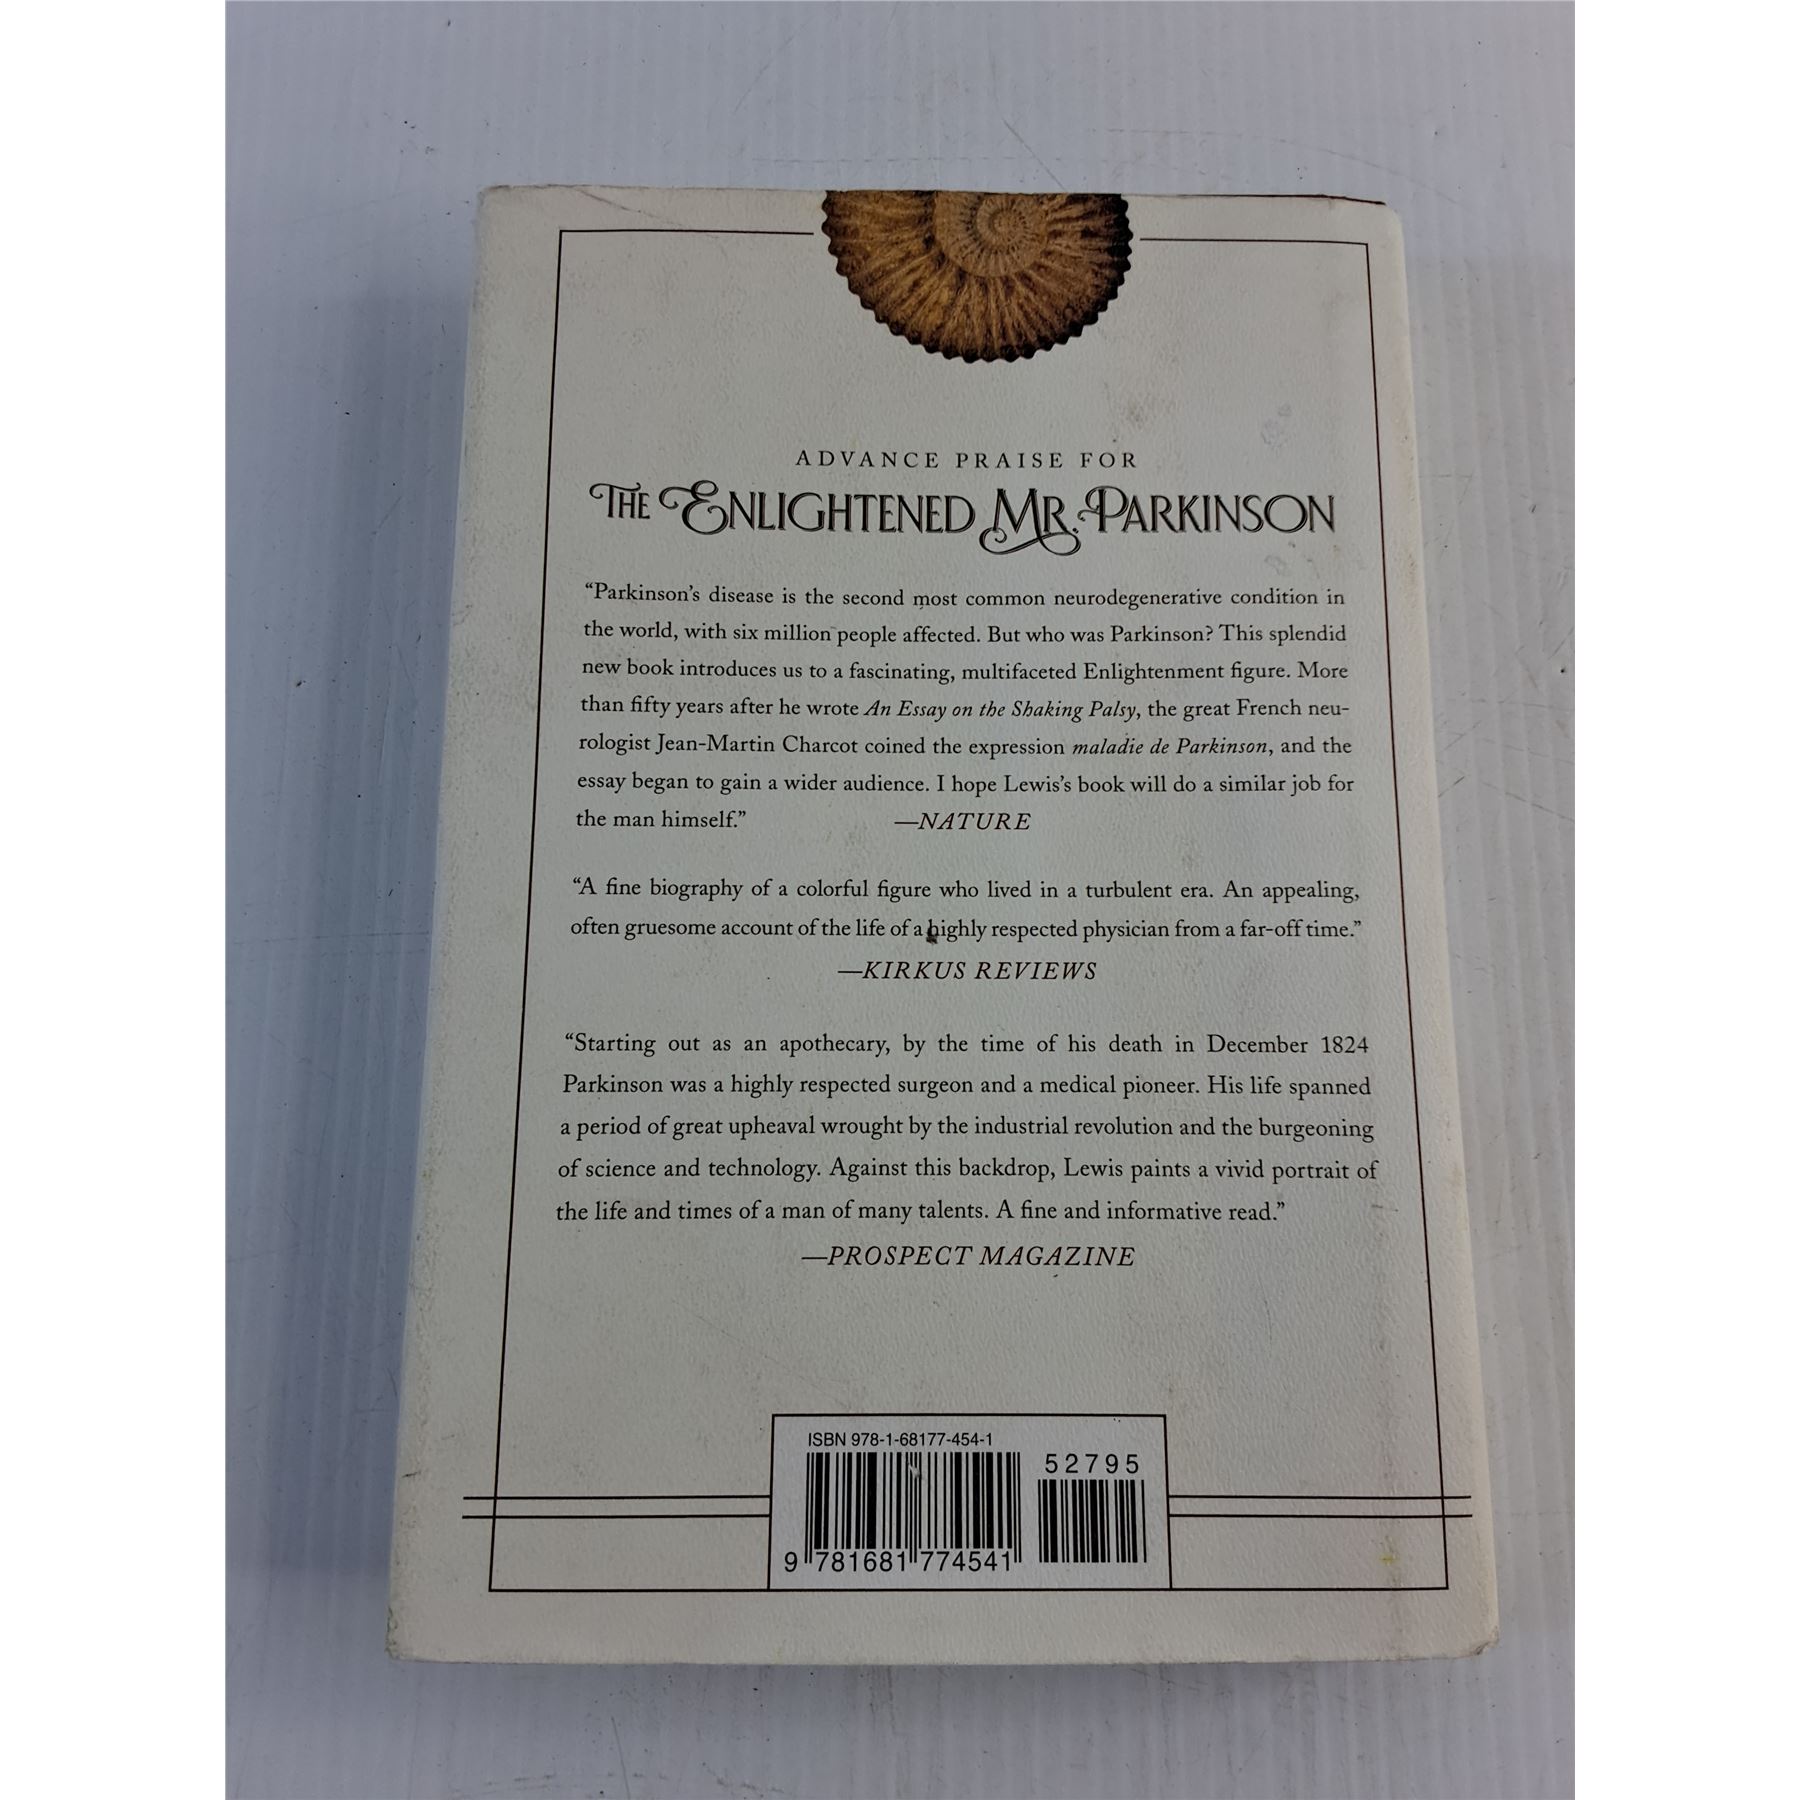 ADVANCE PRAISE FOR
THE ENLIGHTENED MR. PARKINSON
“Parkinson’s disease is the second most common neurodegenerative condition in
the world, with six million people affected. But who was Parkinson? This splendid
new book introduces us to a fascinating, multifaceted Enlightenment figure. More
than fifty years after he wrote An Essay on the Shaking Palsy, the great French neu-
rologist Jean-Martin Charcot coined the expression maladie de Parkinson, and the
essay began to gain a wider audience. I hope Lewis’s book will do a similar job for
the man himself.” —NATURE
“A fine biography of a colorful figure who lived in a turbulent era. An appealing,
often gruesome account of the life of a highly respected physician from a far-off time.”
—KIRKUS REVIEWS
“Starting out as an apothecary, by the time of his death in December 1824
Parkinson was a highly respected surgeon and a medical pioneer. His life spanned
a period of great upheaval wrought by the industrial revolution and the burgeoning
of science and technology. Against this backdrop, Lewis paints a vivid portrait of
the life and times of a man of many talents. A fine and informative read.”
—PROSPECT MAGAZINE
ISBN 978-1-68177-454-1
52795
9 781681 774541